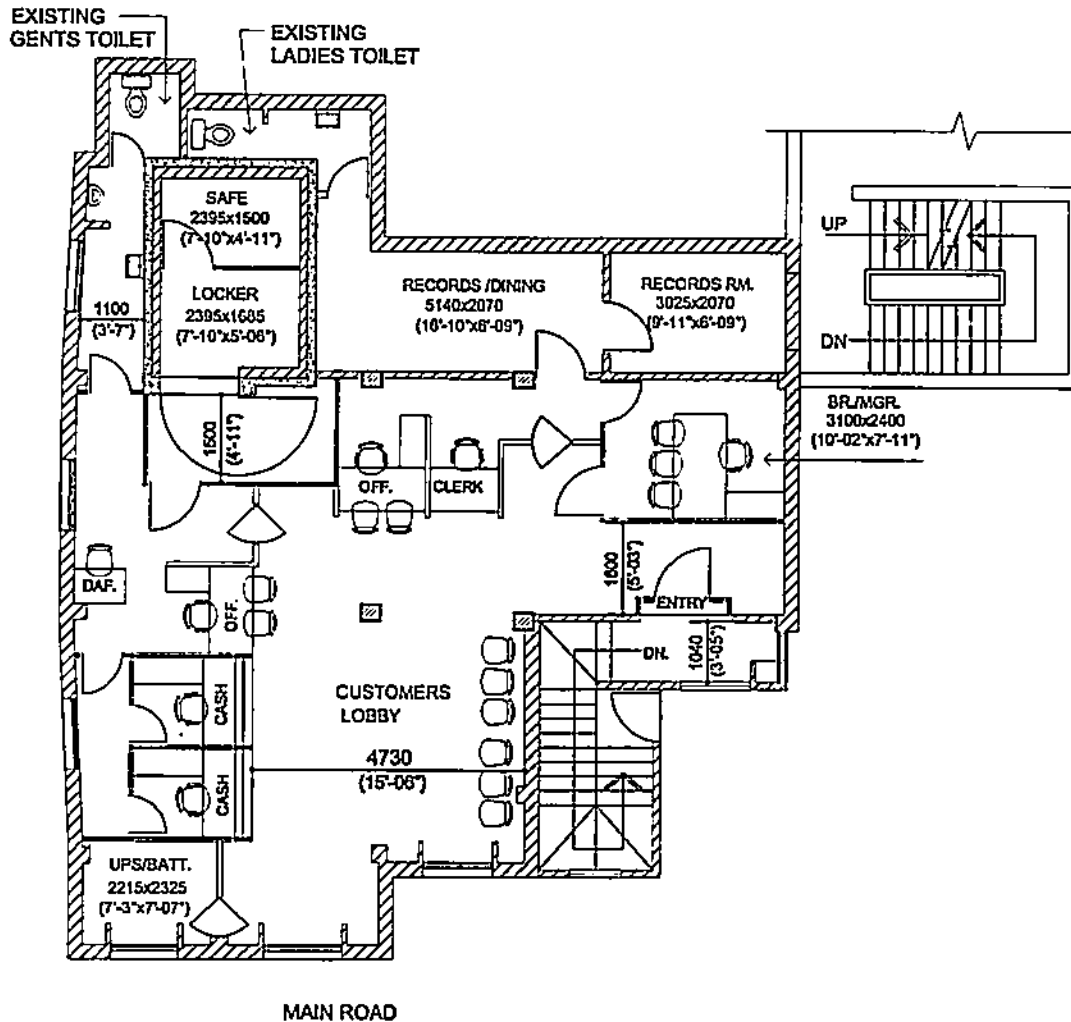 EXISTING
GENTS TOILET
EXISTING
LADIES TOILET
SAFE
2395x1500
(7'-10"x4'-11")
LOCKER
2395x1685
(7'-10"x5'-06")
1100
(3'-7")
RECORDS /DINING
5140x2070
(16'-10"x6'-09")
RECORDS RM.
3025x2070
(9'-11"x6'-09")
UP
DN
BR./MGR.
3100x2400
(10'-02"x7'-11")
1500
(4'-11")
OFF.
CLERK
1600
(5'-03")
ENTRY
DAF.
OFF.
DN.
1040
(3'-05")
CASH
CUSTOMERS
LOBBY
4730
(15'-06")
CASH
UPS/BATT.
2215x2325
(7'-3"x7'-07")
MAIN ROAD